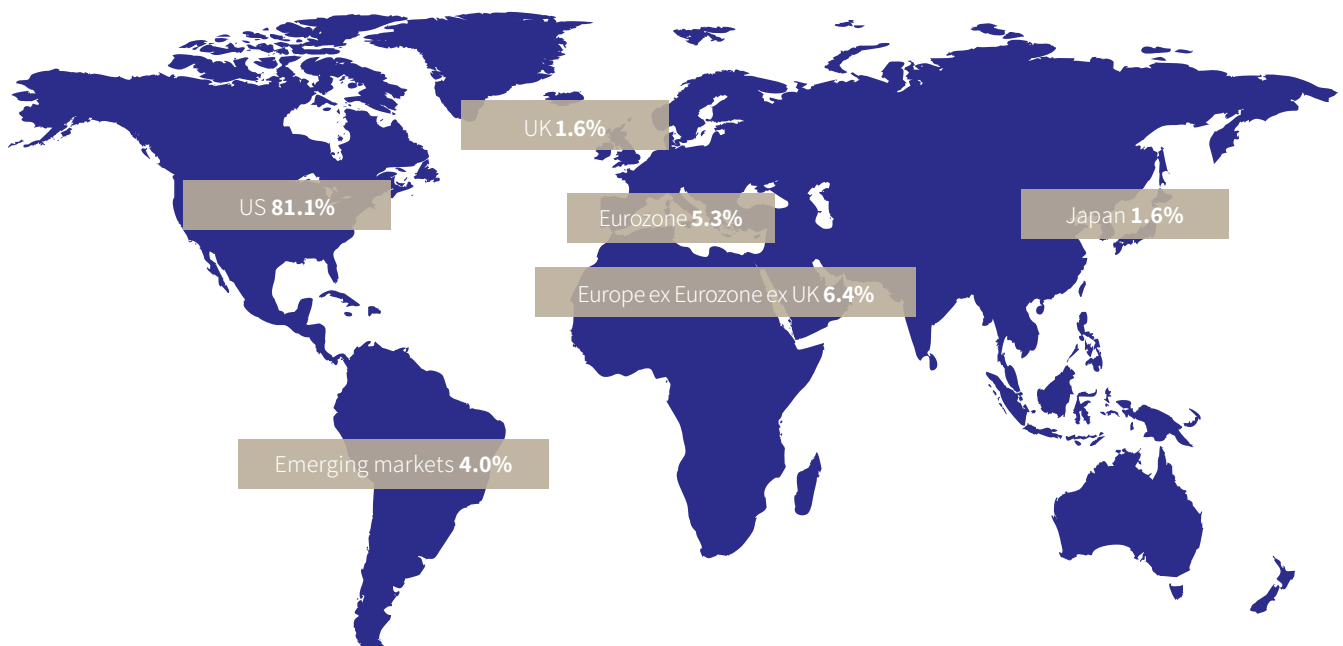 UK 1.6%
US 81.1%
Eurozone 5.3%
Japan 1.6%
Europe ex Eurozone ex UK 6.4%
Emerging markets 4.0%